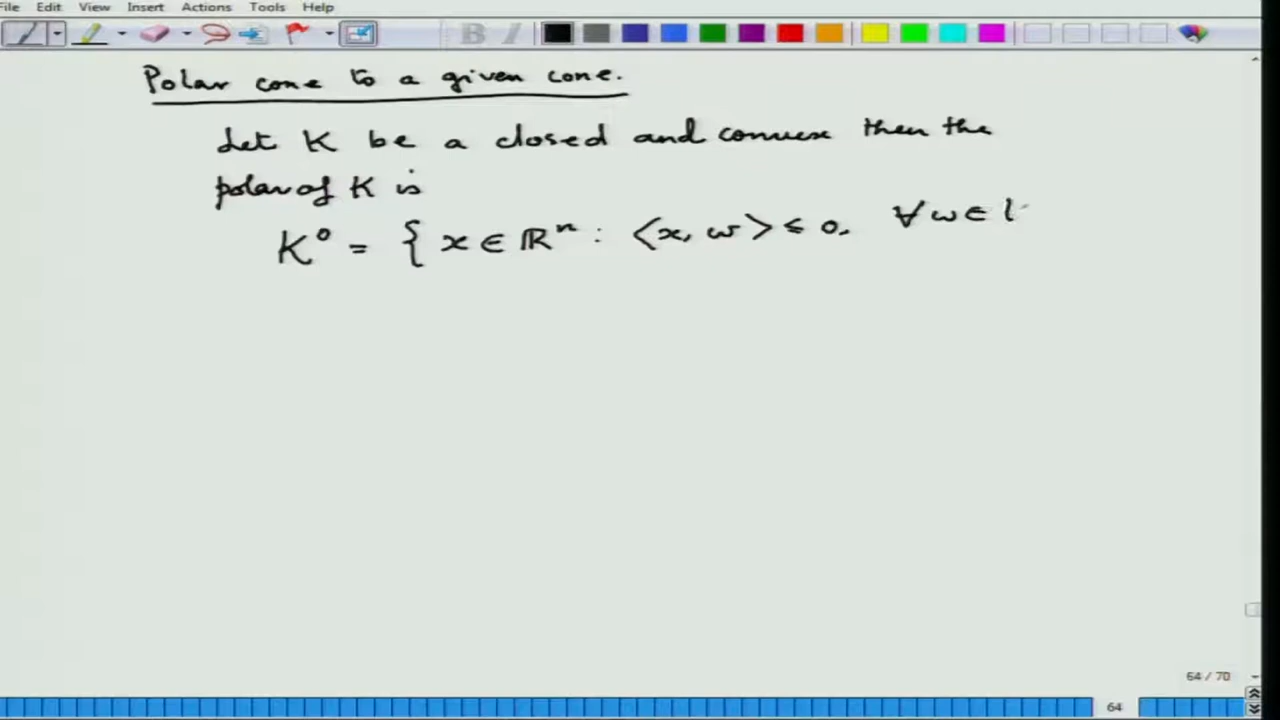 File Edit View Insert Actions Tools Help
Polar cone to a given cone.
Let K be a closed and convex then the
polar of K is
K° = { x ∈ ℝⁿ : ⟨x, w⟩ ≤ 0, ∀ w ∈
64 / 70
64